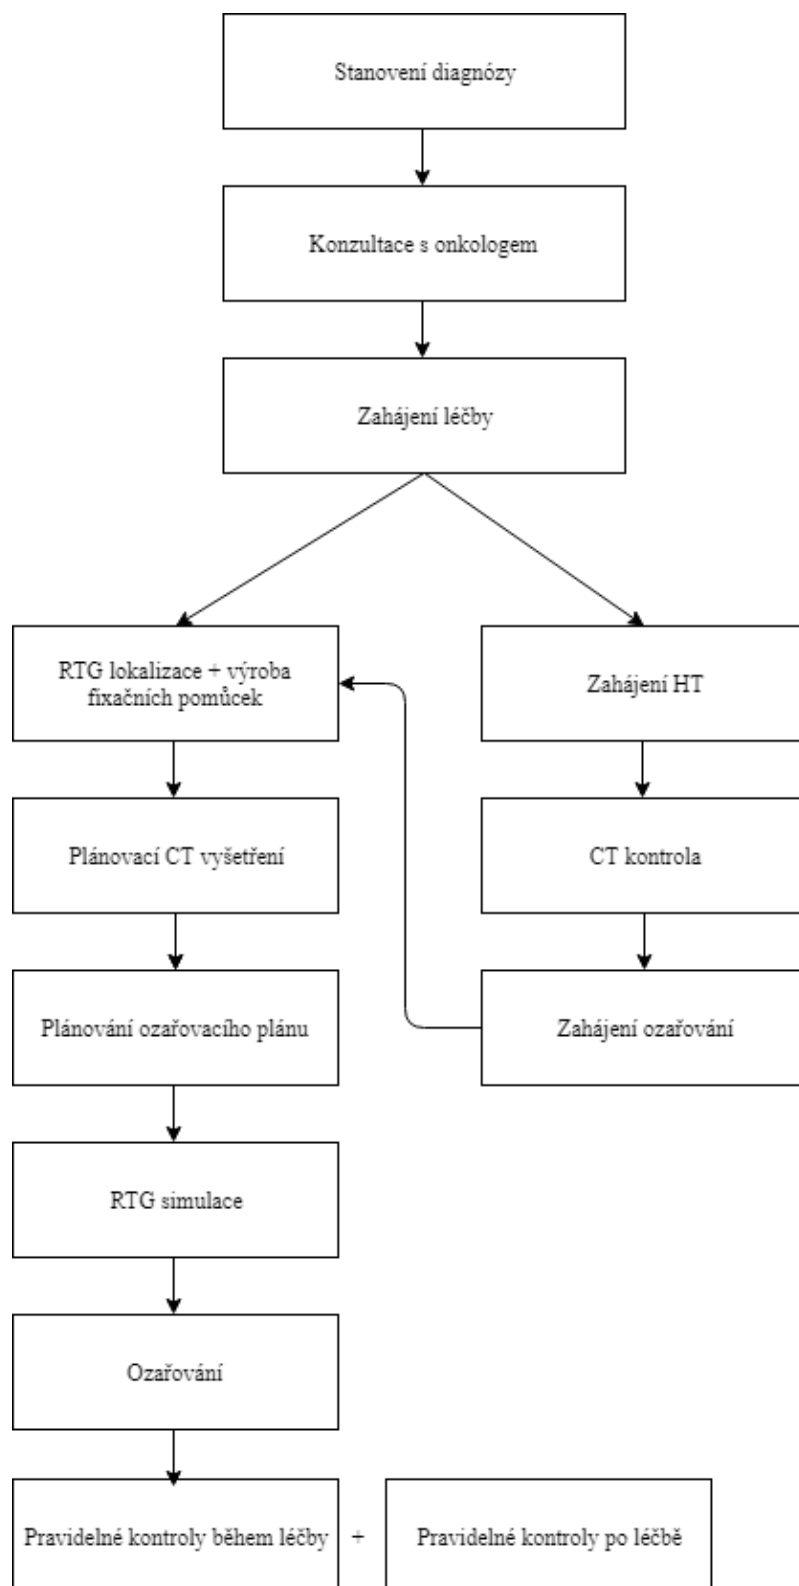 Stanovení diagnózy
Konzultace s onkologem
Zahájení léčby
RTG lokalizace + výroba
fixačních pomůcek
Zahájení HT
Plánovací CT vyšetření
CT kontrola
Plánování ozařovacího plánu
Zahájení ozařování
RTG simulace
Ozařování
Pravidelné kontroly během léčby + Pravidelné kontroly po léčbě